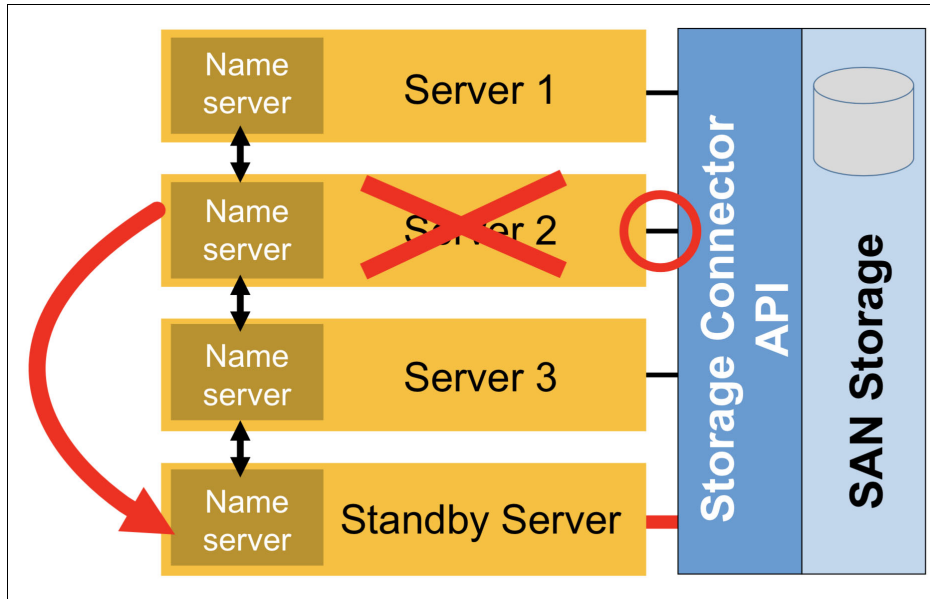 Name
server
Server 1
Name
server
Server 2
Name
server
Server 3
Name
server
Standby Server
Storage Connector
API
SAN Storage